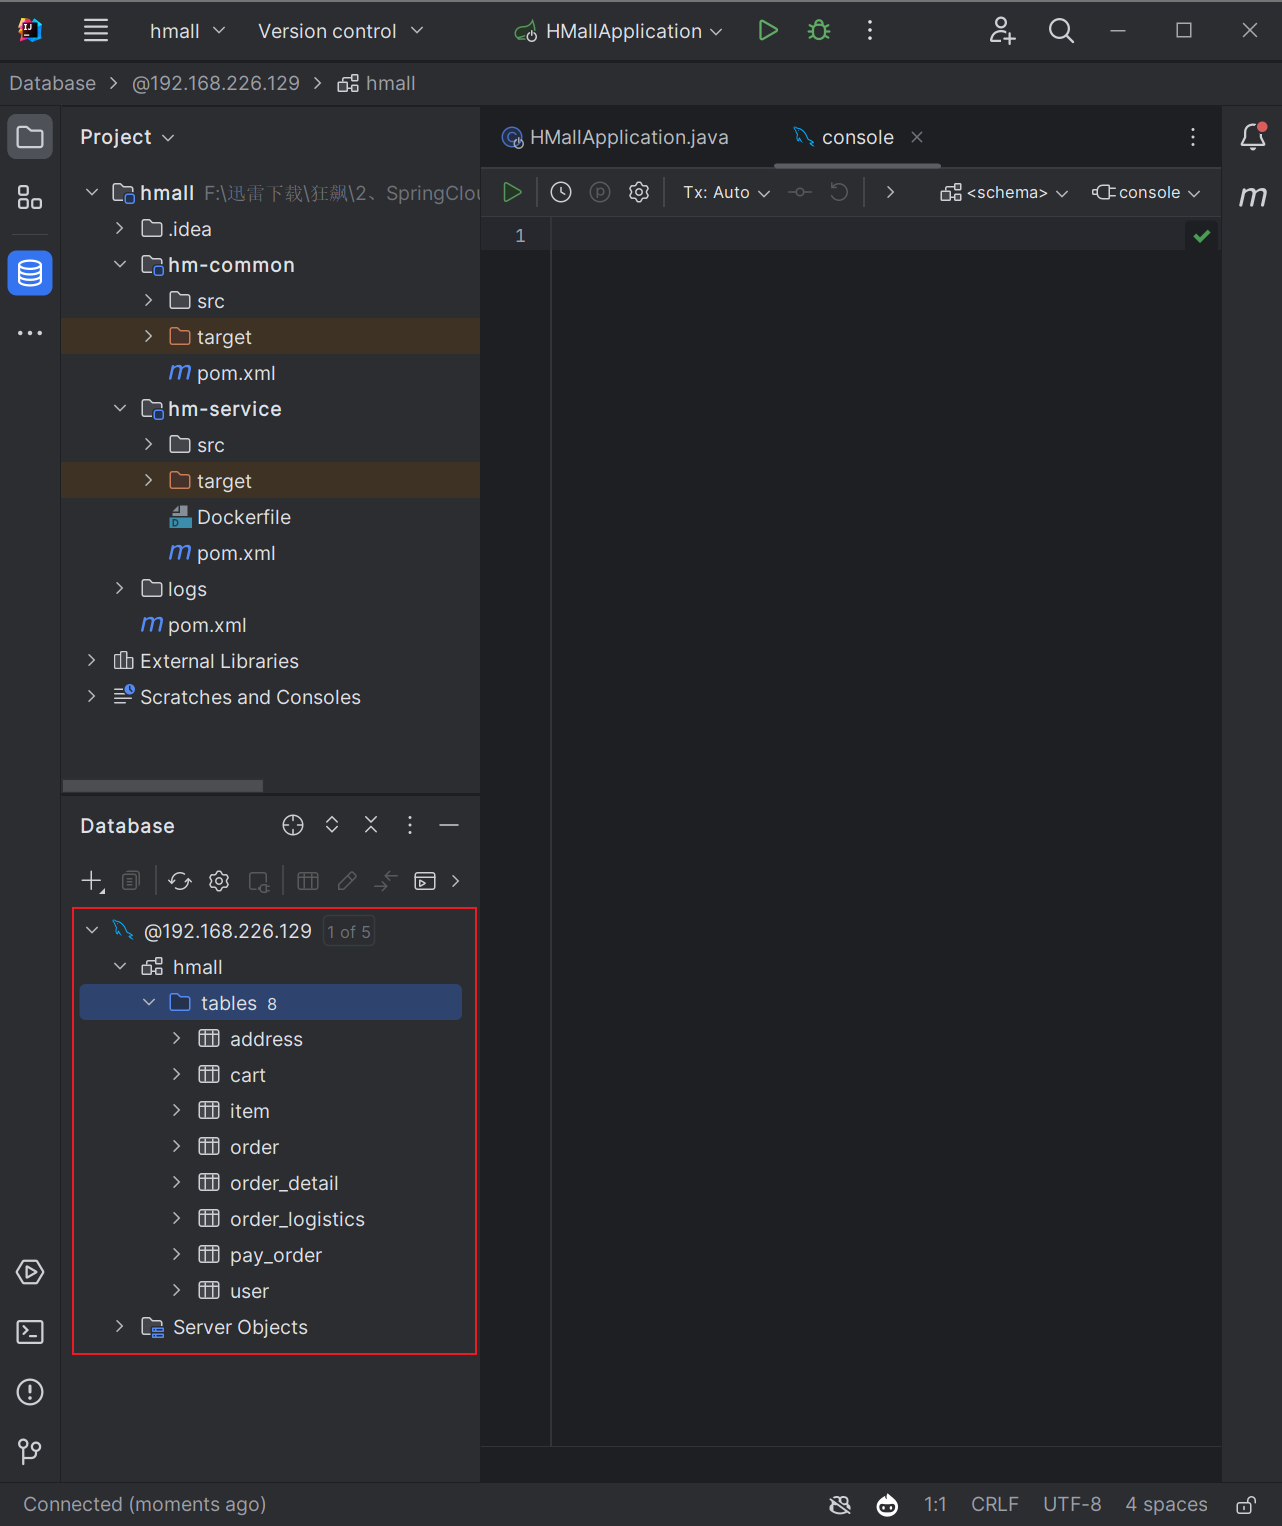 hmall
Version control
HMallApplication
Database
@192.168.226.129
hmall
Project
hmall F:\迅雷下载\狂飙\2、SpringClou
.idea
hm-common
src
target
pom.xml
hm-service
src
target
Dockerfile
pom.xml
logs
pom.xml
External Libraries
Scratches and Consoles
HMallApplication.java
console
Tx: Auto
<schema>
console
1
Database
@192.168.226.129 1 of 5
hmall
tables 8
address
cart
item
order
order_detail
order_logistics
pay_order
user
Server Objects
Connected (moments ago)
1:1
CRLF
UTF-8
4 spaces